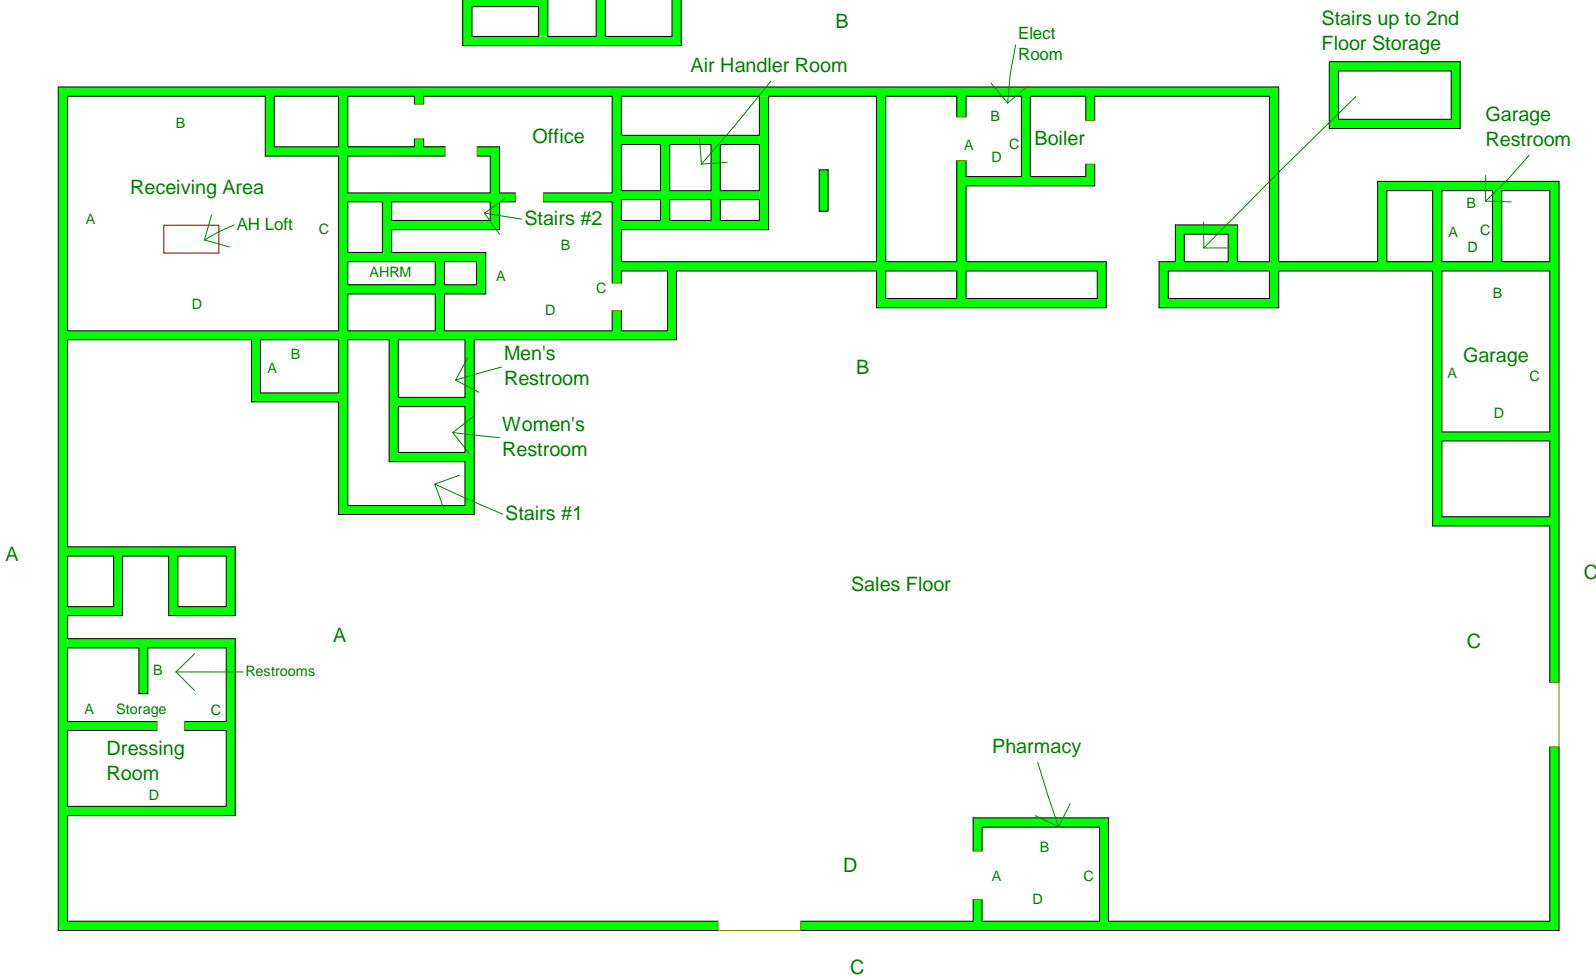 B
Stairs up to 2nd
Floor Storage
Elect
Room
Air Handler Room
Garage
Restroom
B
B
Office
A
B
C
D
Boiler
Receiving Area
A
AH Loft
C
Stairs #2
B
B
A
C
D
AHRM
A
C
D
D
B
Garage
A
C
D
B
A
Men's
Restroom
B
Women's
Restroom
Stairs #1
A
Sales Floor
C
A
C
B
Restrooms
A
Storage
C
Dressing
Room
D
Pharmacy
D
B
A
C
D
C